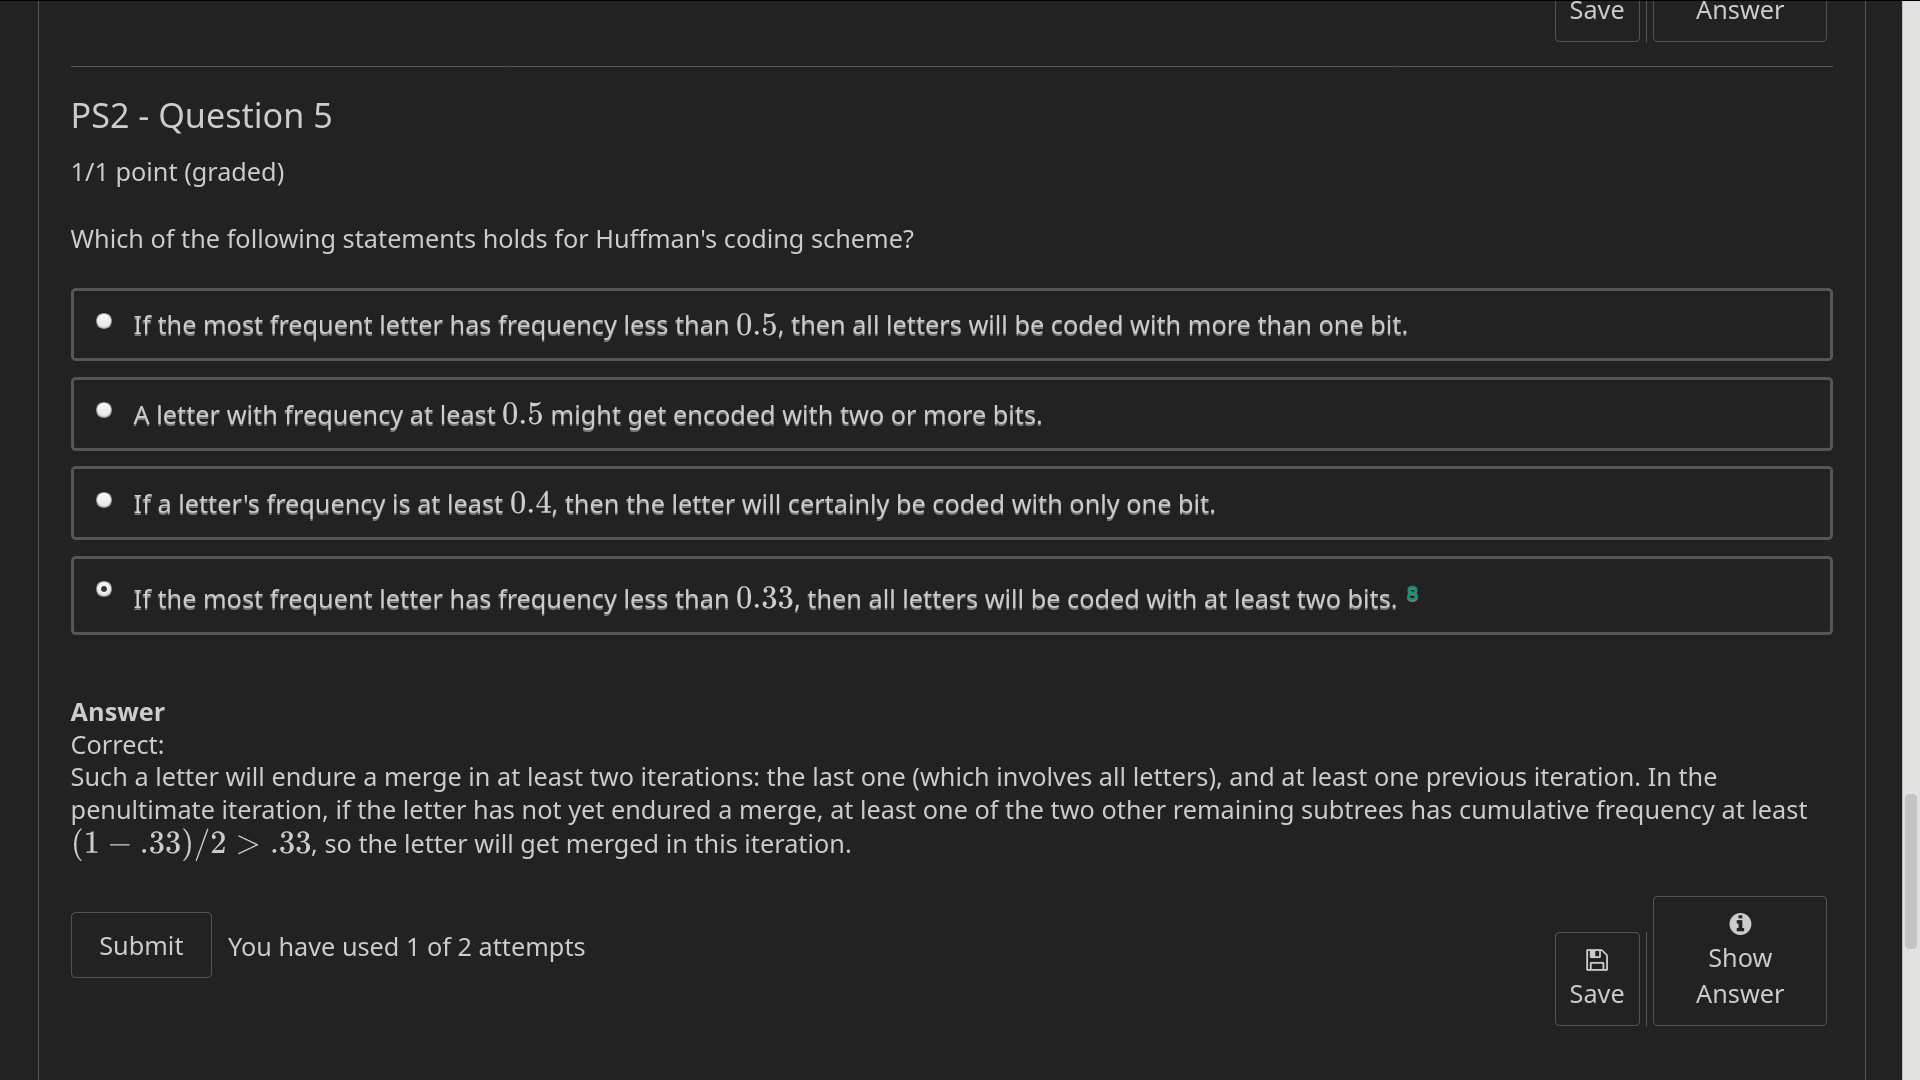 Save
Answer
PS2 - Question 5
1/1 point (graded)
Which of the following statements holds for Huffman's coding scheme?
If the most frequent letter has frequency less than 0.5, then all letters will be coded with more than one bit.
A letter with frequency at least 0.5 might get encoded with two or more bits.
If a letter's frequency is at least 0.4, then the letter will certainly be coded with only one bit.
If the most frequent letter has frequency less than 0.33, then all letters will be coded with at least two bits.
Answer
Correct:
Such a letter will endure a merge in at least two iterations: the last one (which involves all letters), and at least one previous iteration. In the
penultimate iteration, if the letter has not yet endured a merge, at least one of the two other remaining subtrees has cumulative frequency at least
(1 − .33)/2 > .33, so the letter will get merged in this iteration.
Submit
You have used 1 of 2 attempts
Save
Show
Answer